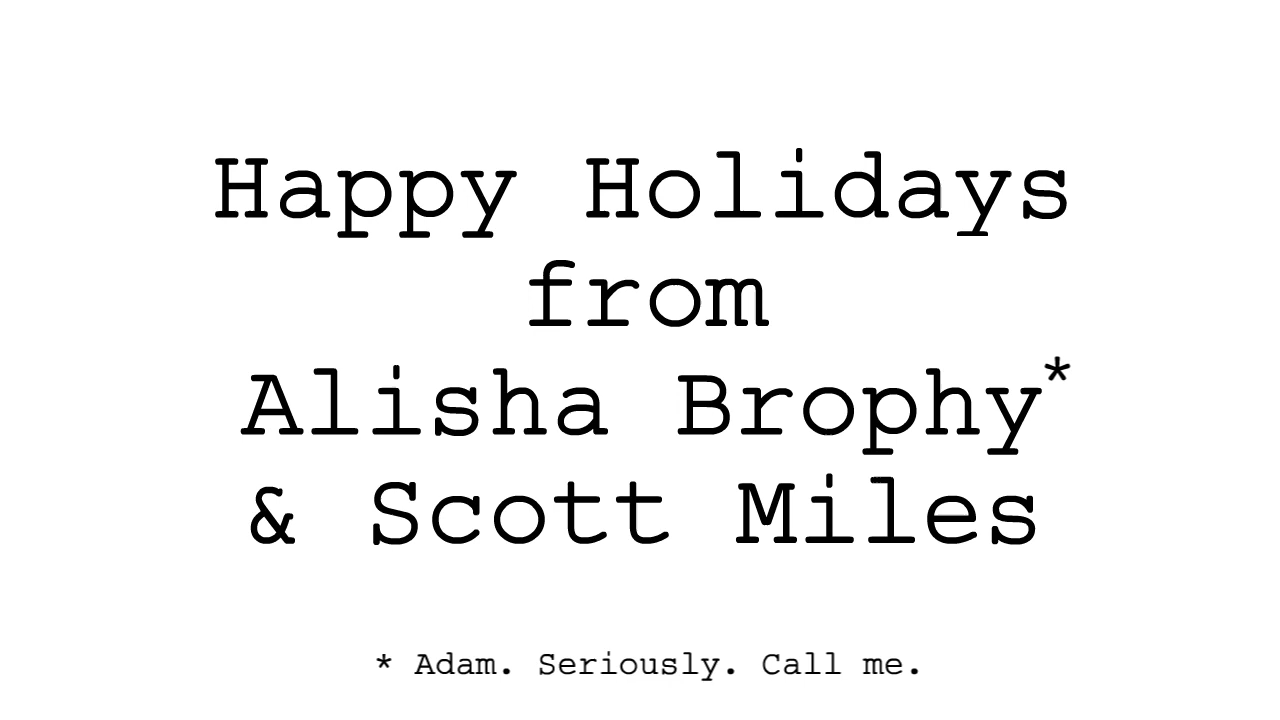 Happy Holidays
from
Alisha Brophy*
& Scott Miles
* Adam. Seriously. Call me.